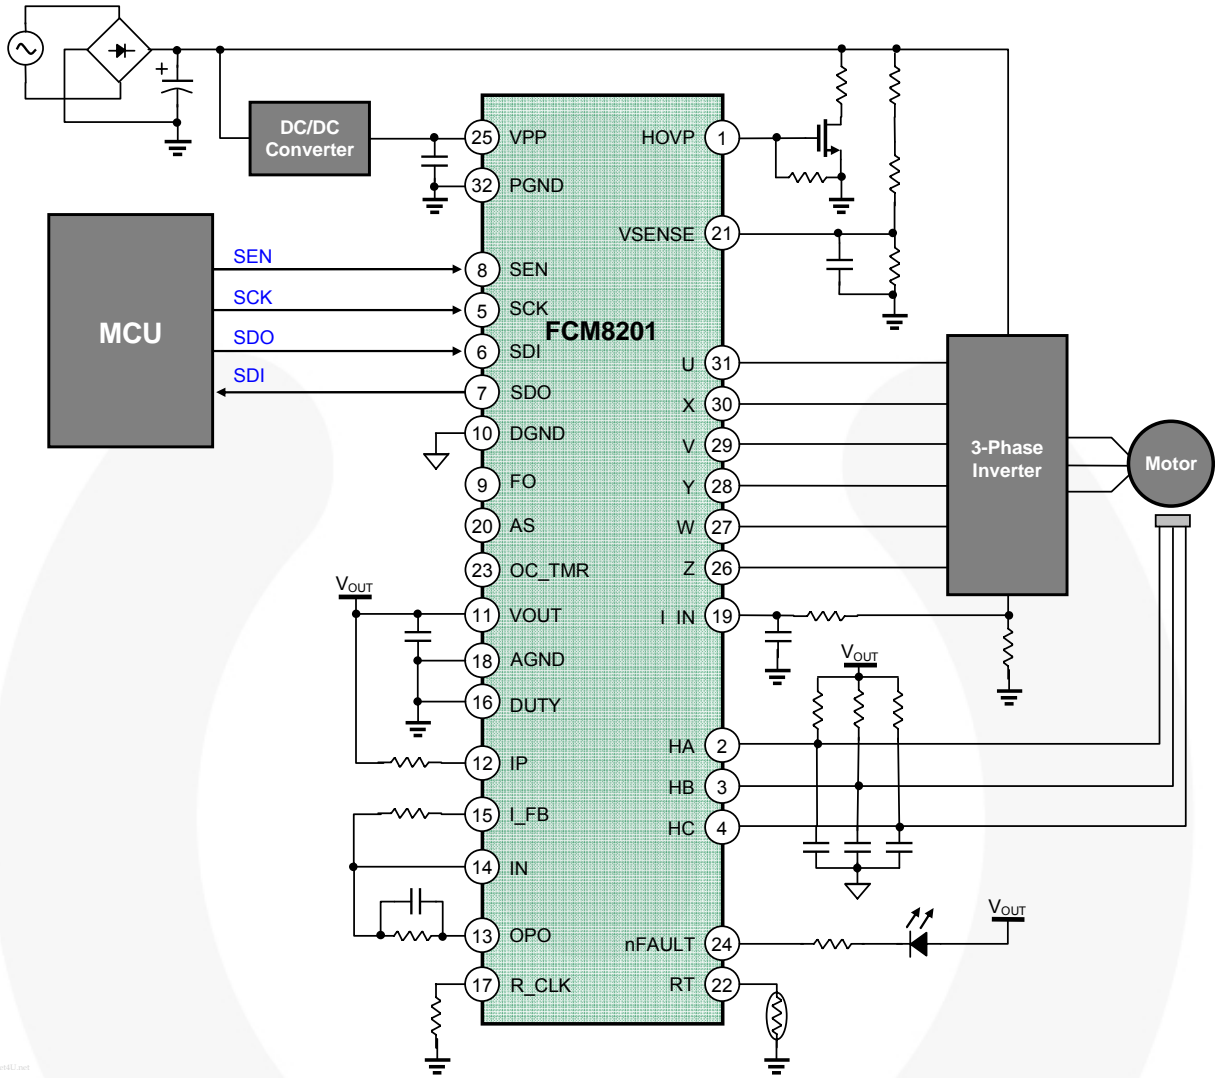 DC/DC
Converter
25 VPP
HOVP 1
32 PGND
VSENSE 21
MCU
SEN
8 SEN
SCK
5 SCK
FCM8201
SDO
6 SDI
SDI
7 SDO
10 DGND
9 FO
20 AS
23 OC_TMR
U 31
X 30
V 29
Y 28
W 27
Z 26
3-Phase
Inverter
Motor
VOUT
11 VOUT
I IN 19
18 AGND
16 DUTY
VOUT
12 IP
HA 2
15 I_FB
HB 3
14 IN
HC 4
13 OPO
nFAULT 24
VOUT
17 R_CLK
RT 22